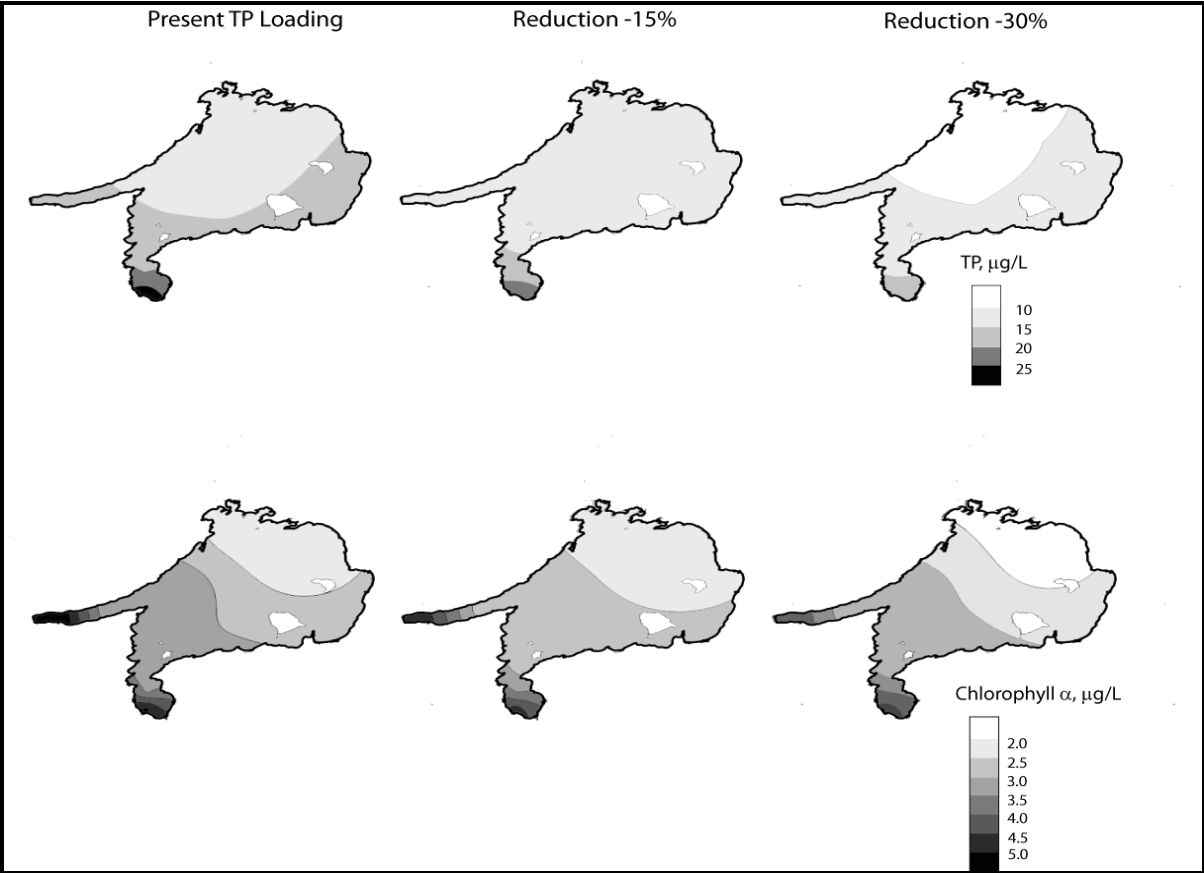 Present TP Loading
Reduction -15%
Reduction -30%
TP, μg/L
10
15
20
25
Chlorophyll α, μg/L
2.0
2.5
3.0
3.5
4.0
4.5
5.0